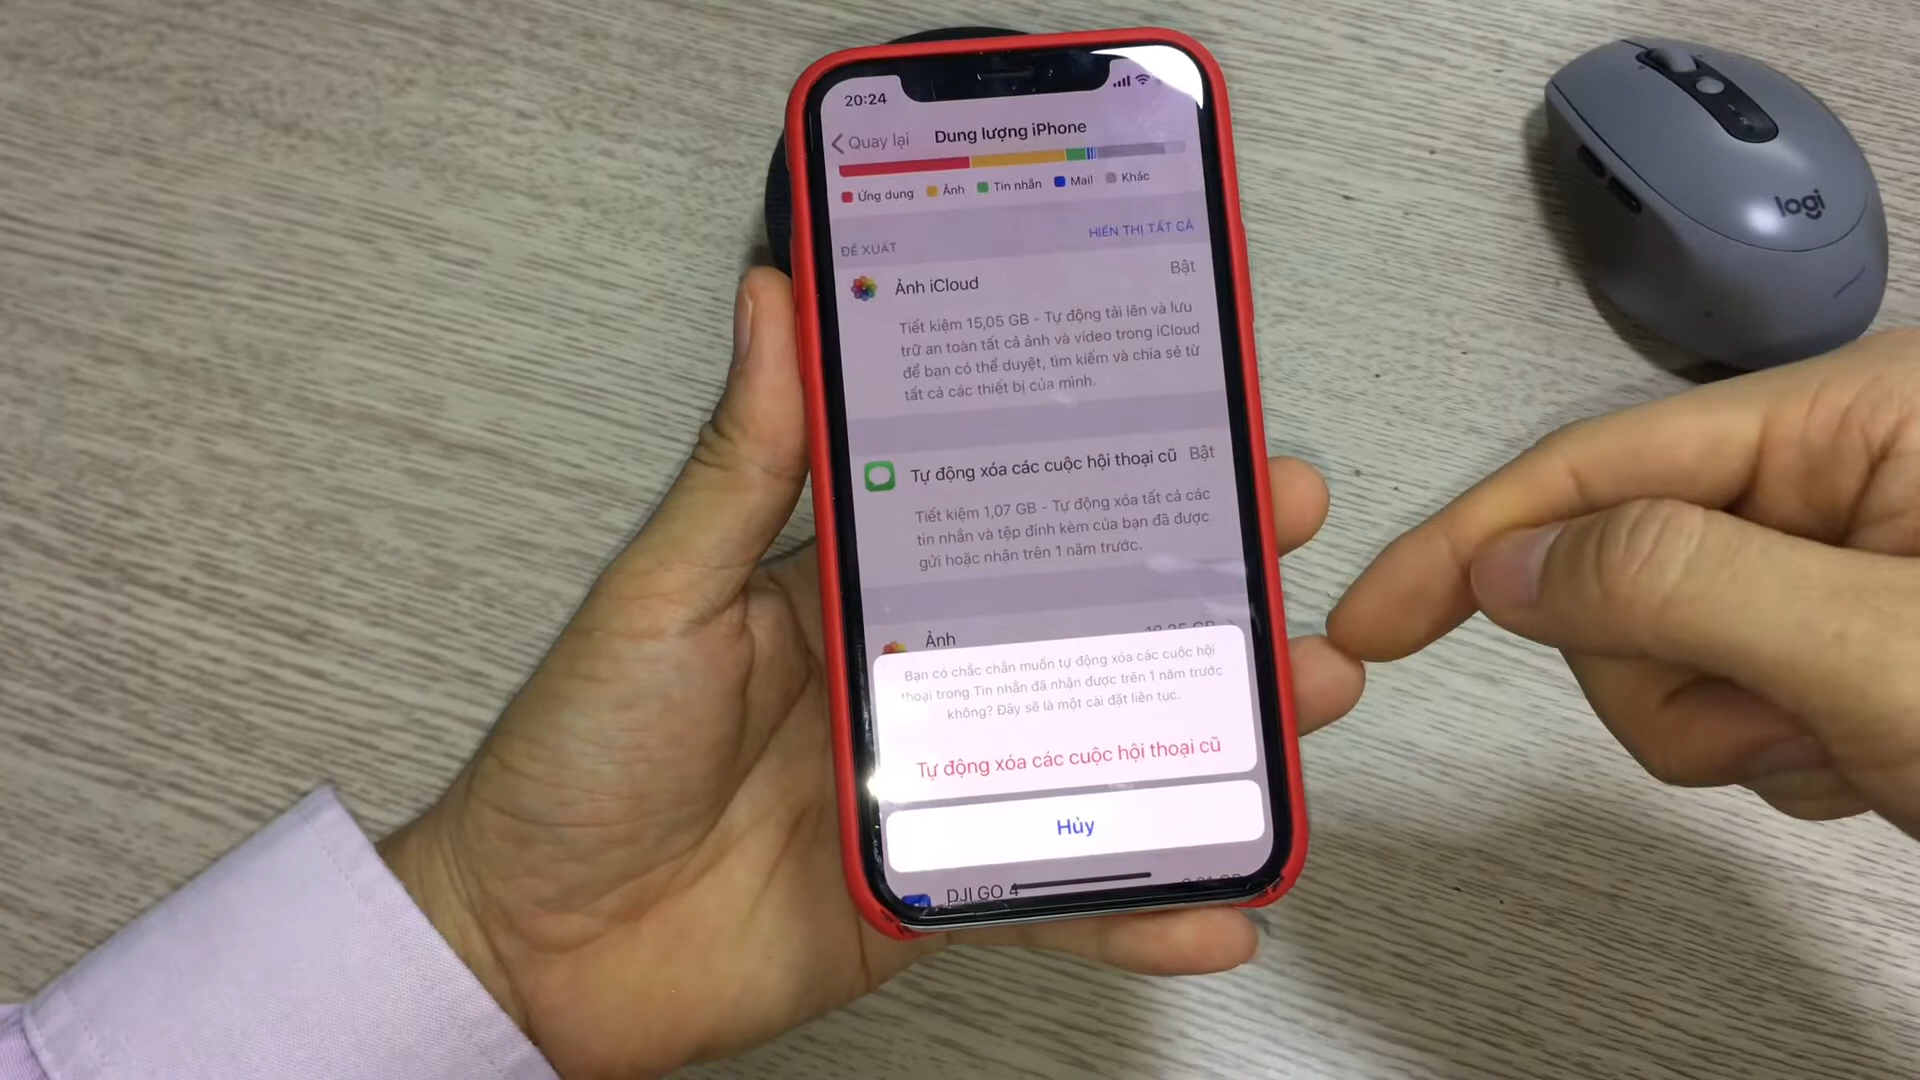 20:24
Quay lại
Dung lượng iPhone
Ứng dụng
Ảnh
Tin nhắn
Mail
Khác
ĐỀ XUẤT
HIỂN THỊ TẤT CẢ
Ảnh iCloud
Bật
Tiết kiệm 15,05 GB - Tự động tải lên và lưu
trữ an toàn tất cả ảnh và video trong iCloud
để bạn có thể duyệt, tìm kiếm và chia sẻ từ
tất cả các thiết bị của mình.
Tự động xóa các cuộc hội thoại cũ
Bật
Tiết kiệm 1,07 GB - Tự động xóa tất cả các
tin nhắn và tệp đính kèm của bạn đã được
gửi hoặc nhận trên 1 năm trước.
Ảnh
Bạn có chắc chắn muốn tự động xóa các cuộc hội
thoại trong Tin nhắn đã nhận được trên 1 năm trước
không? Đây sẽ là một cài đặt liên tục.
Tự động xóa các cuộc hội thoại cũ
Hủy
DJI GO 4
logi